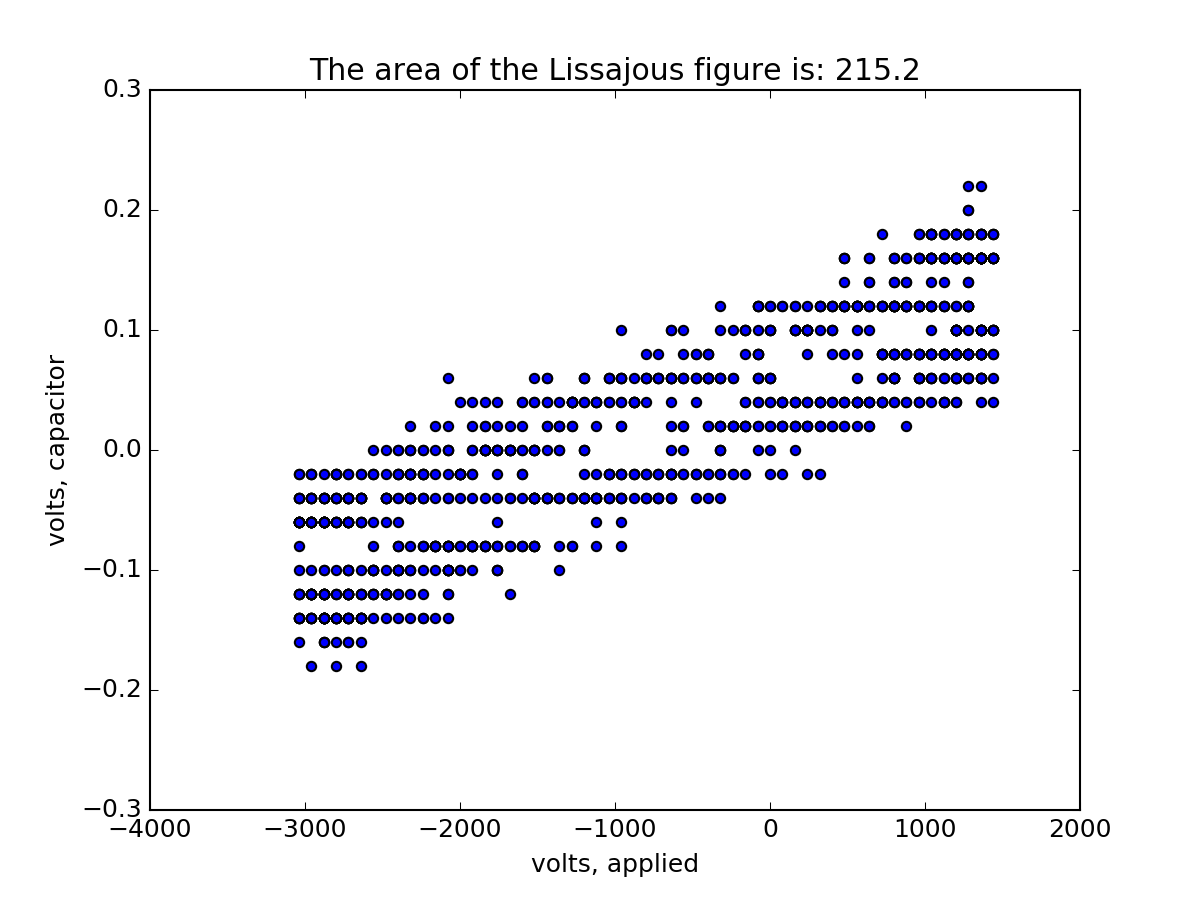 The area of the Lissajous figure is: 215.2
0.3
0.2
0.1
0.0
−0.1
−0.2
−0.3
volts, capacitor
−4000 −3000 −2000 −1000 0 1000 2000
volts, applied